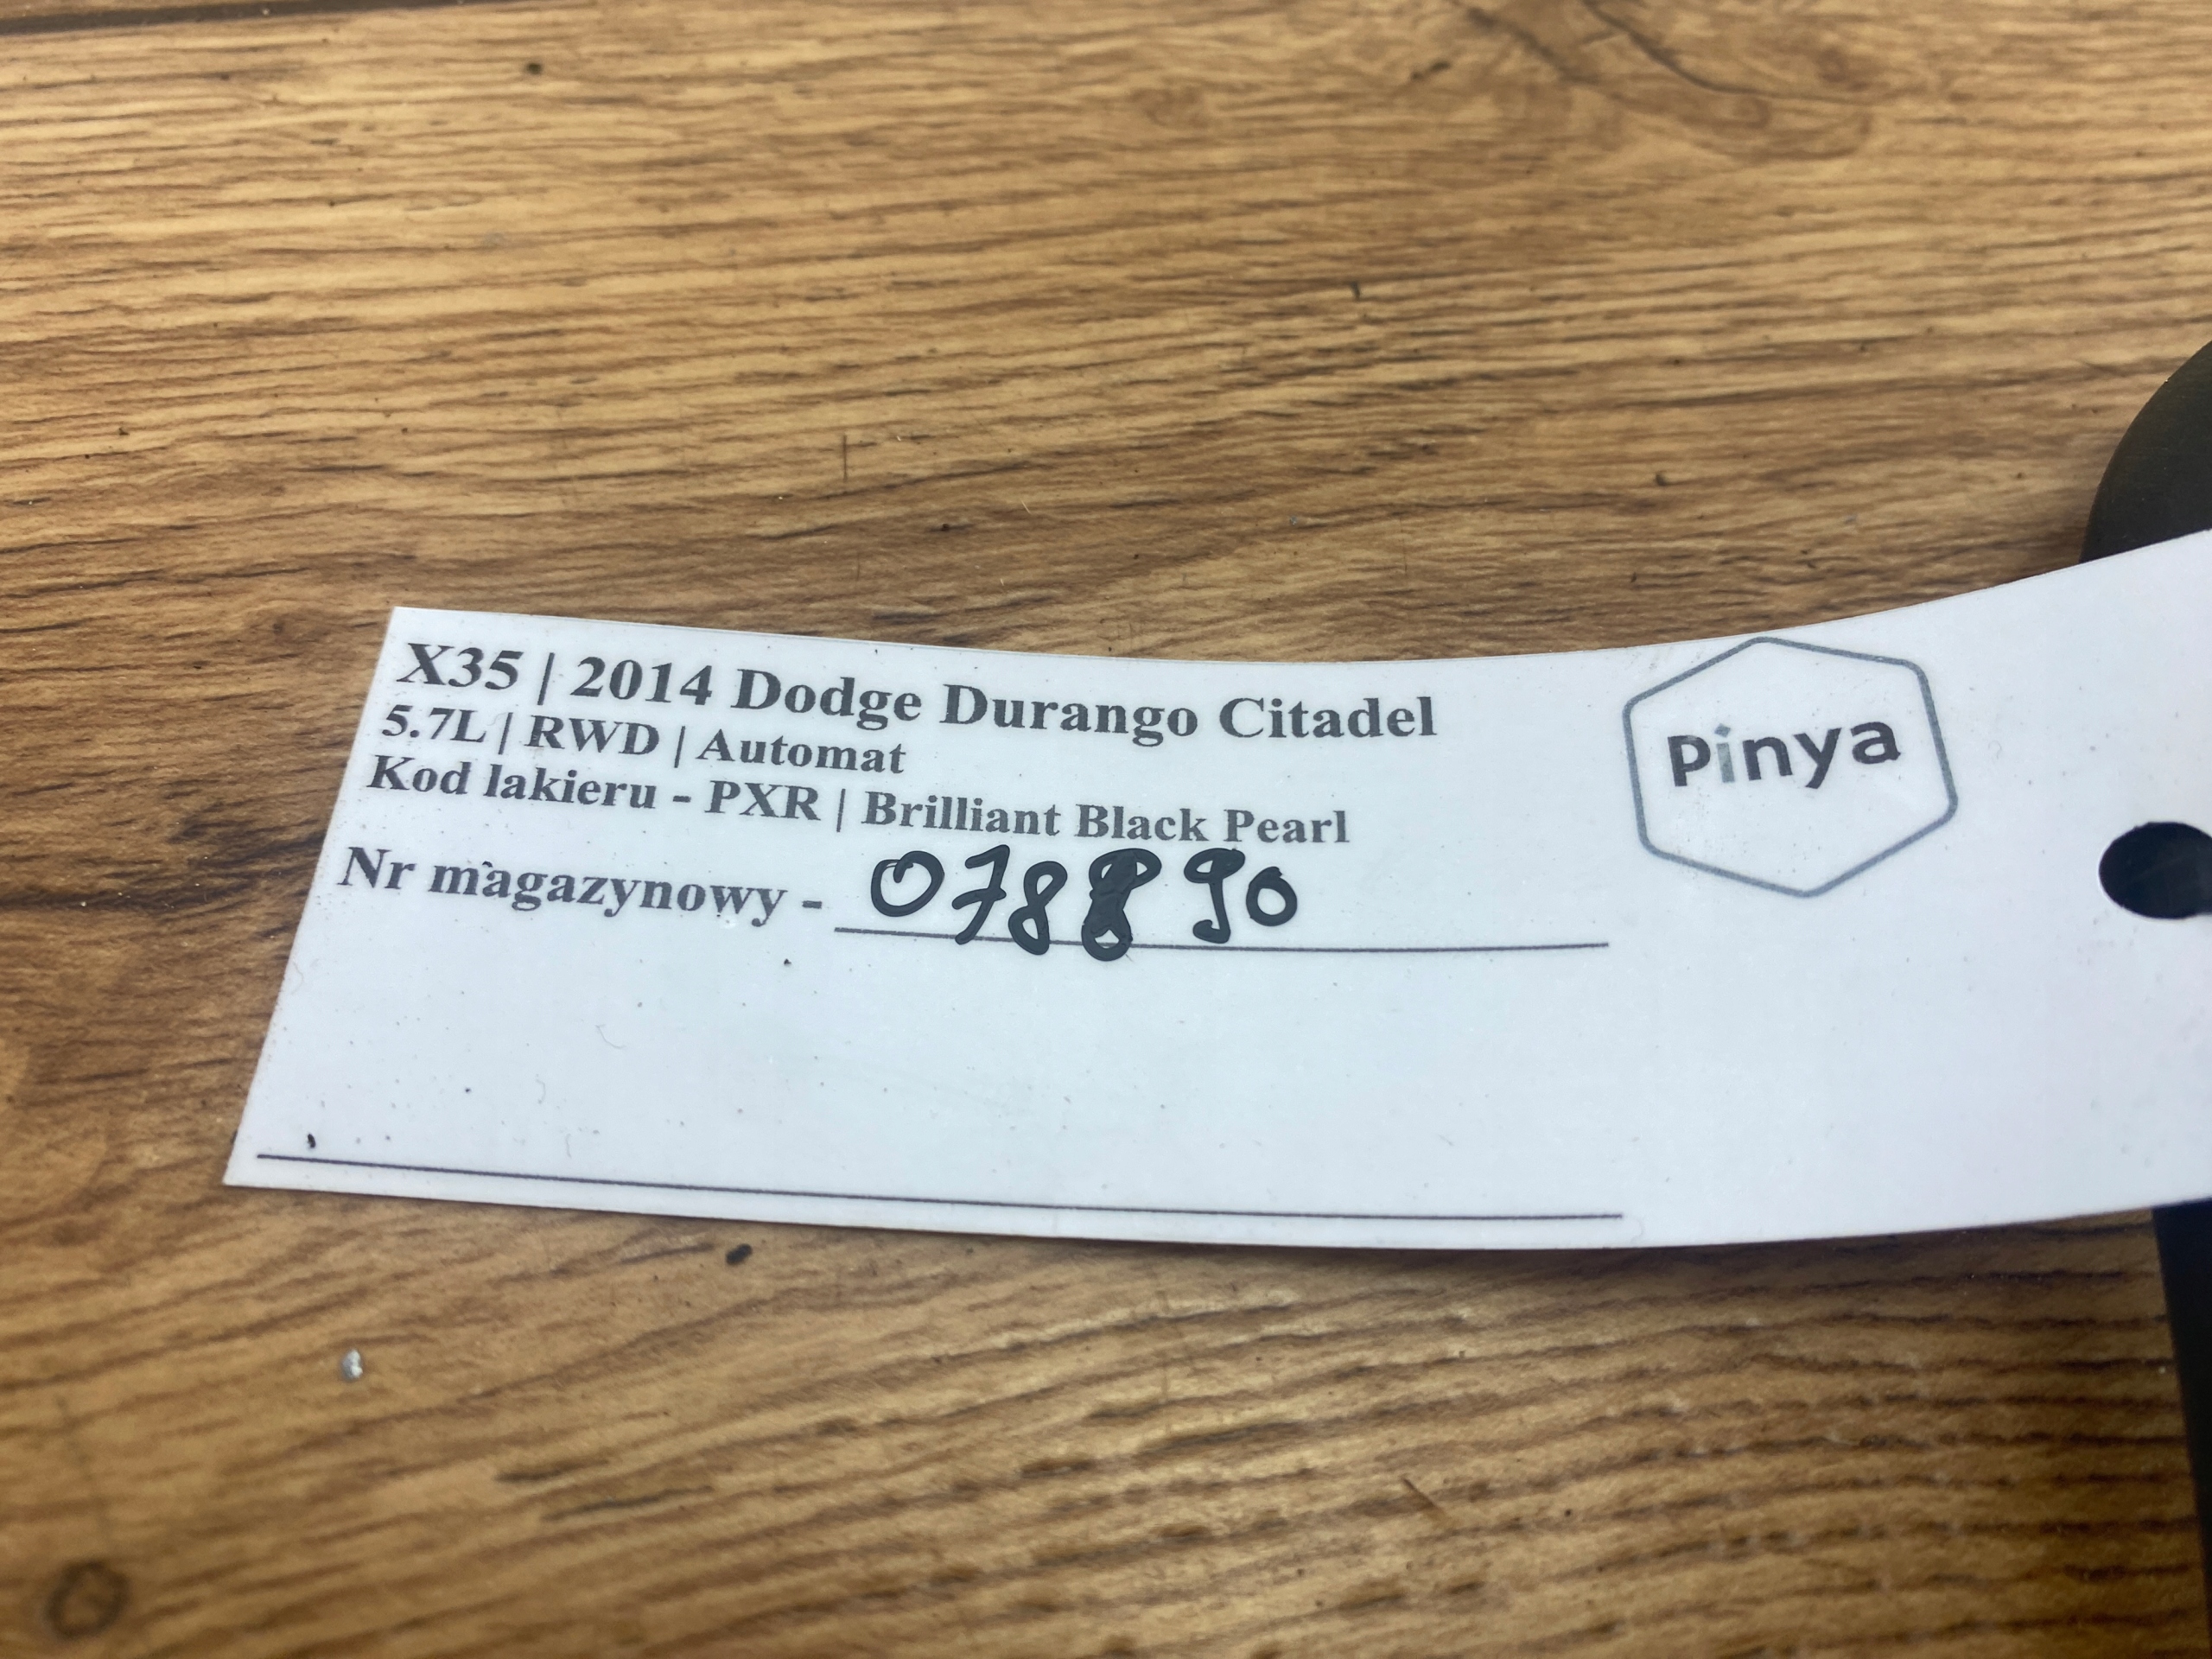 X35 | 2014 Dodge Durango Citadel
5.7L | RWD | Automat
Kod lakieru - PXR | Brilliant Black Pearl
Nr magazynowy - 078890
Pinya